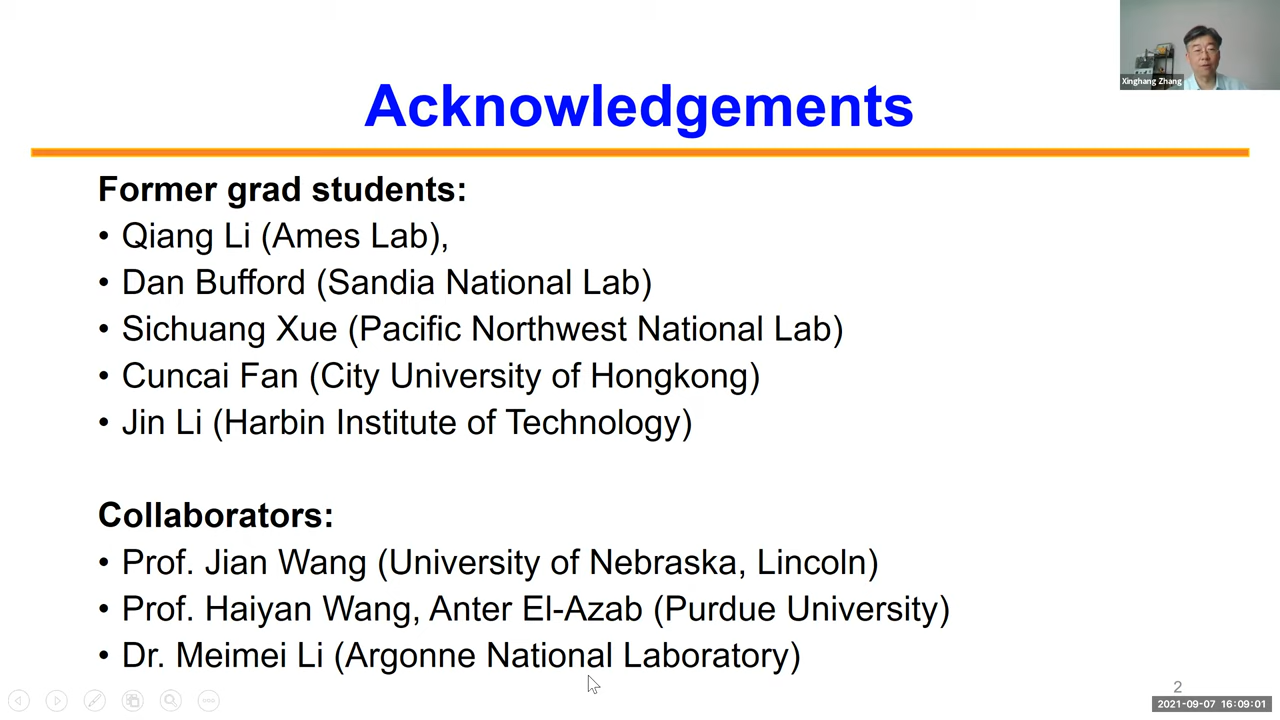 Xinghang Zhang
Acknowledgements
Former grad students:
• Qiang Li (Ames Lab),
• Dan Bufford (Sandia National Lab)
• Sichuang Xue (Pacific Northwest National Lab)
• Cuncai Fan (City University of Hongkong)
• Jin Li (Harbin Institute of Technology)
Collaborators:
• Prof. Jian Wang (University of Nebraska, Lincoln)
• Prof. Haiyan Wang, Anter El-Azab (Purdue University)
• Dr. Meimei Li (Argonne National Laboratory)
2
2021-09-07 16:09:01